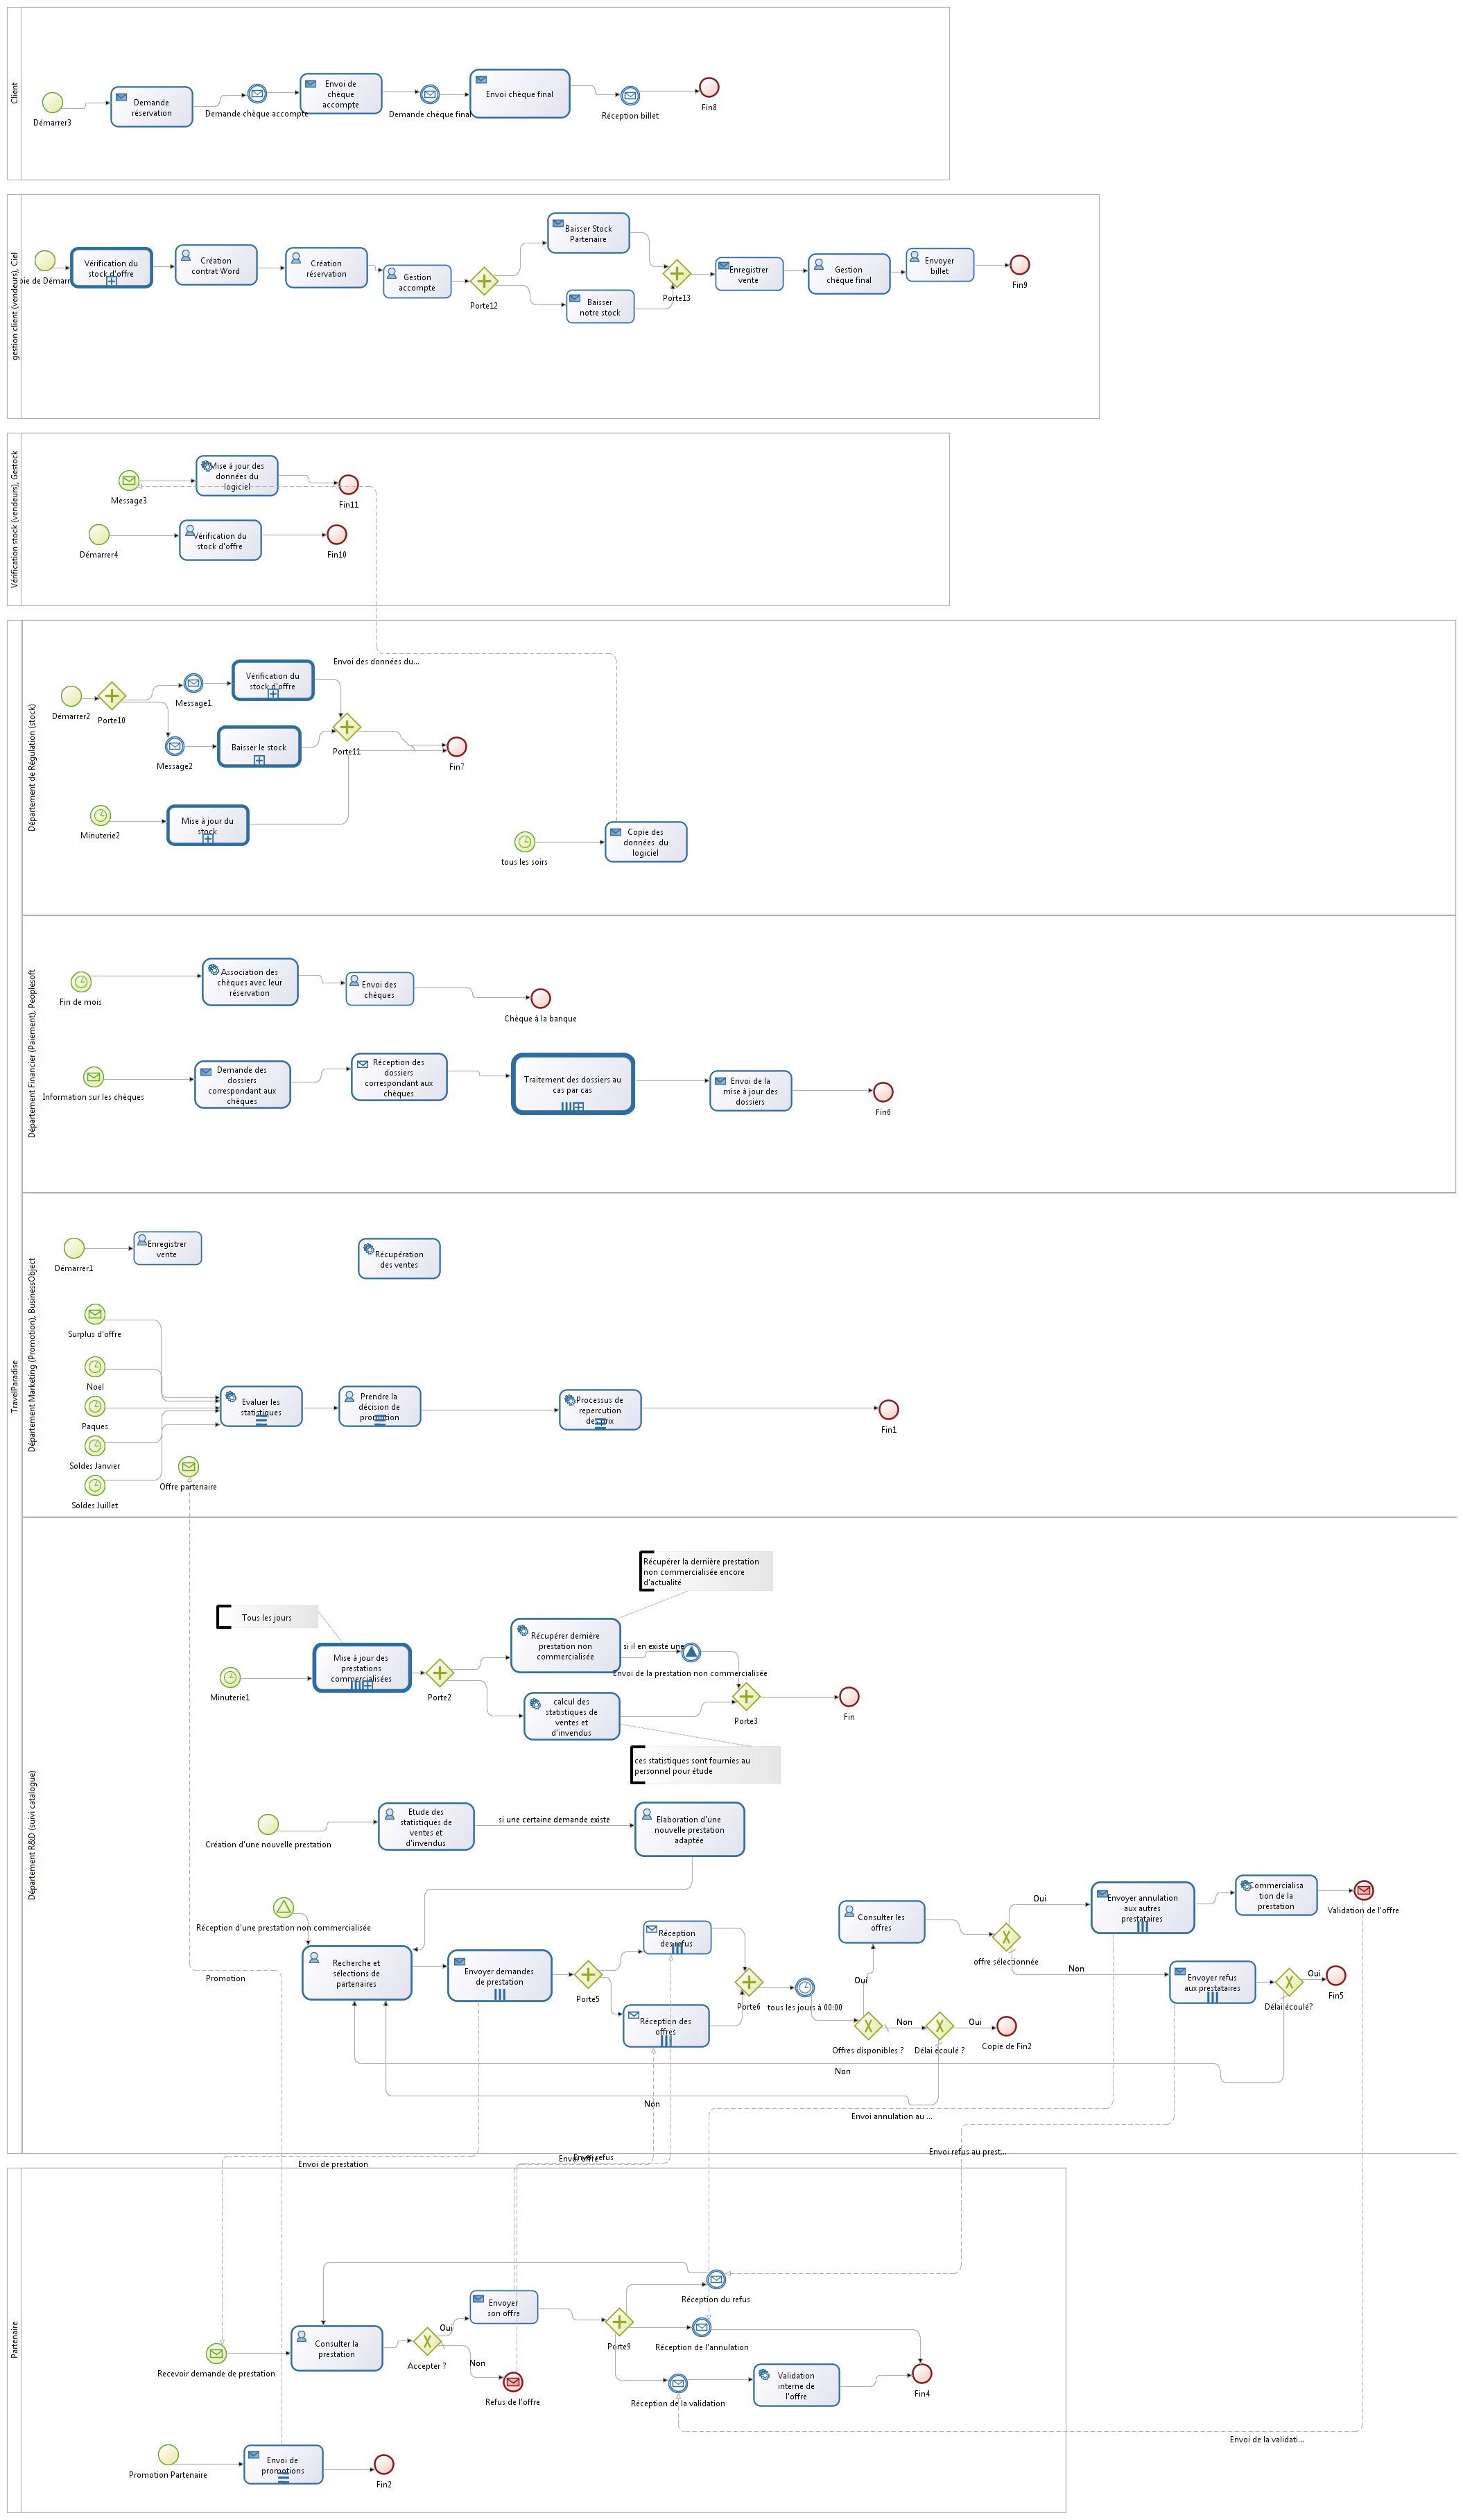 Client
Démarrer3
Demande
réservation
Demande chèque accompte
Envoi de
chèque
accompte
Demande chèque final
Envoi chèque final
Réception billet
Fin8
gestion client (vendeurs), Ciel
pie de Démarr
Vérification du
stock d'offre
Création
contrat Word
Création
réservation
Gestion
accompte
Porte12
Baisser Stock
Partenaire
Baisser
notre stock
Porte13
Enregistrer
vente
Gestion
chèque final
Envoyer
billet
Fin9
Vérification stock (vendeurs), Gestock
Message3
Mise à jour des
données du
logiciel
Fin11
Démarrer4
Vérification du
stock d'offre
Fin10
TravelParadise
Département de Régulation (stock)
Envoi des données du...
Démarrer2
Porte10
Message1
Vérification du
stock d'offre
Message2
Baisser le stock
Porte11
Fin7
Minuterie2
Mise à jour du
stock
tous les soirs
Copie des
données du
logiciel
Département Financier (Paiement), Peoplesoft
Fin de mois
Association des
chèques avec leur
réservation
Envoi des
chèques
Chèque à la banque
Information sur les chèques
Demande des
dossiers
correspondant aux
chèques
Réception des
dossiers
correspondant aux
chèques
Traitement des dossiers au
cas par cas
Envoi de la
mise à jour des
dossiers
Fin6
Département Marketing (Promotion), BusinessObject
Démarrer1
Enregistrer
vente
Récupération
des ventes
Surplus d'offre
Noel
Paques
Soldes Janvier
Soldes Juillet
Offre partenaire
Evaluer les
statistiques
Prendre la
décision de
promotion
Processus de
repercution
de prix
Fin1
Département R&D (suivi catalogue)
Récupérer la dernière prestation
non commercialisée encore
d'actualité
Tous les jours
Minuterie1
Mise à jour des
prestations
commercialisées
Porte2
Récupérer dernière
prestation non
commercialisée
si il en existe une
Envoi de la prestation non commercialisée
calcul des
statistiques de
ventes et
d'invendus
Porte3
Fin
ces statistiques sont fournies au
personnel pour étude
Création d'une nouvelle prestation
Etude des
statistiques de
ventes et
d'invendus
si une certaine demande existe
Elaboration d'une
nouvelle prestation
adaptée
Réception d'une prestation non commercialisée
Recherche et
sélections de
partenaires
Promotion
Envoyer demandes
de prestation
Porte5
Réception
des refus
Réception des
offres
Porte6
tous les jours à 00:00
Oui
Offres disponibles ?
Non
Délai écoulé ?
Oui
Copie de Fin2
Consulter les
offres
offre sélectionnée
Oui
Envoyer annulation
aux autres
prestataires
Commercialisa
tion de la
prestation
Validation de l'offre
Non
Envoyer refus
aux prestataires
Délai écoulé?
Oui
Fin5
Non
Non
Envoi annulation au ...
Envoi refus au prest...
Envoi de prestation
Envoi offre
Envoi refus
Partenaire
Recevoir demande de prestation
Consulter la
prestation
Accepter ?
Oui
Non
Envoyer
son offre
Refus de l'offre
Porte9
Réception du refus
Réception de l'annulation
Réception de la validation
Validation
interne de
l'offre
Fin4
Envoi de la validati...
Promotion Partenaire
Envoi de
promotions
Fin2